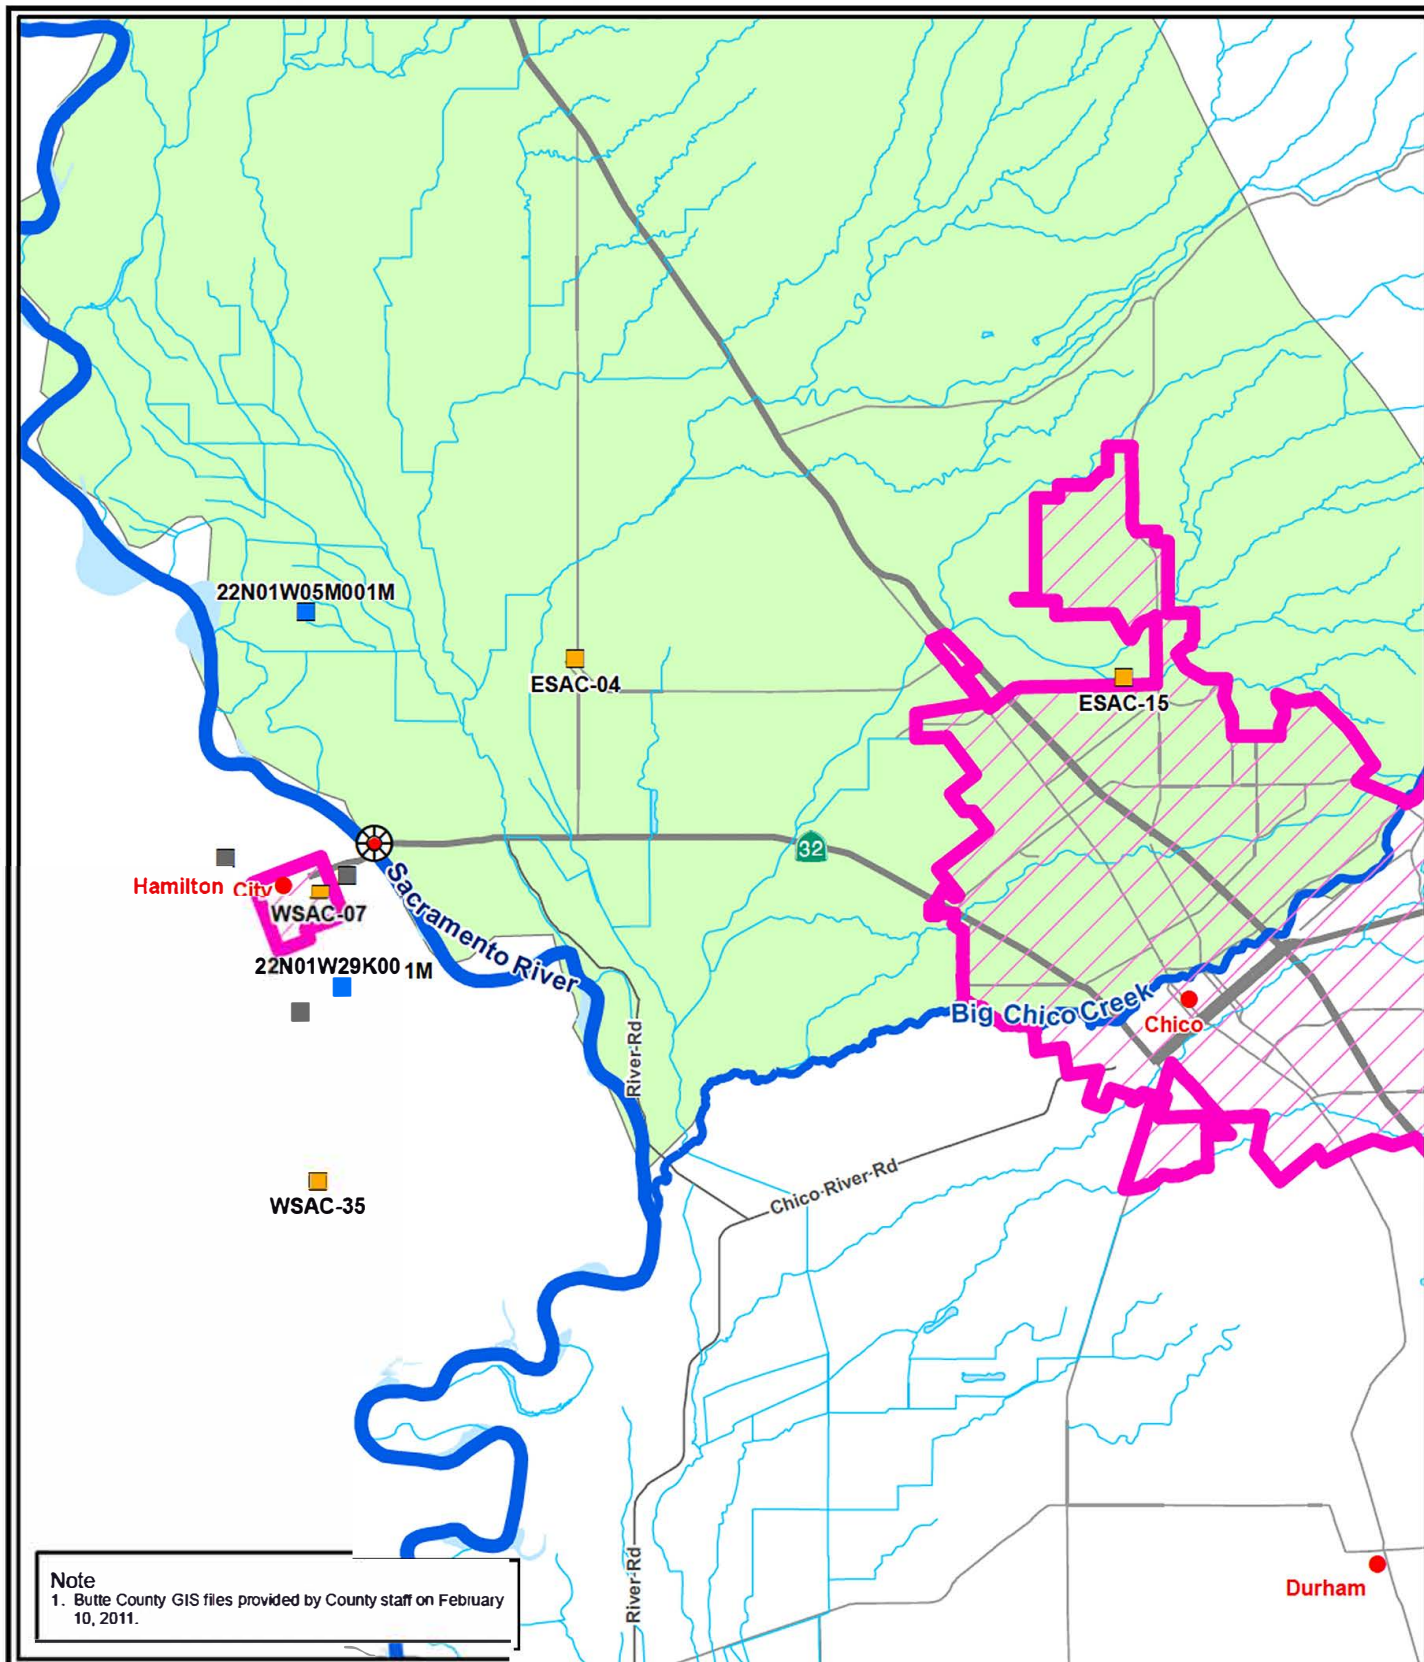 22N01W05M001M
ESAC-04
ESAC-15
32
Hamilton City
WSAC-07
Sacramento River
22N01W29K001M
Big Chico Creek
Chico
River Rd
Chico River Rd
WSAC-35
River Rd
Durham
Note
1. Butte County GIS files provided by County staff on February
10, 2011.